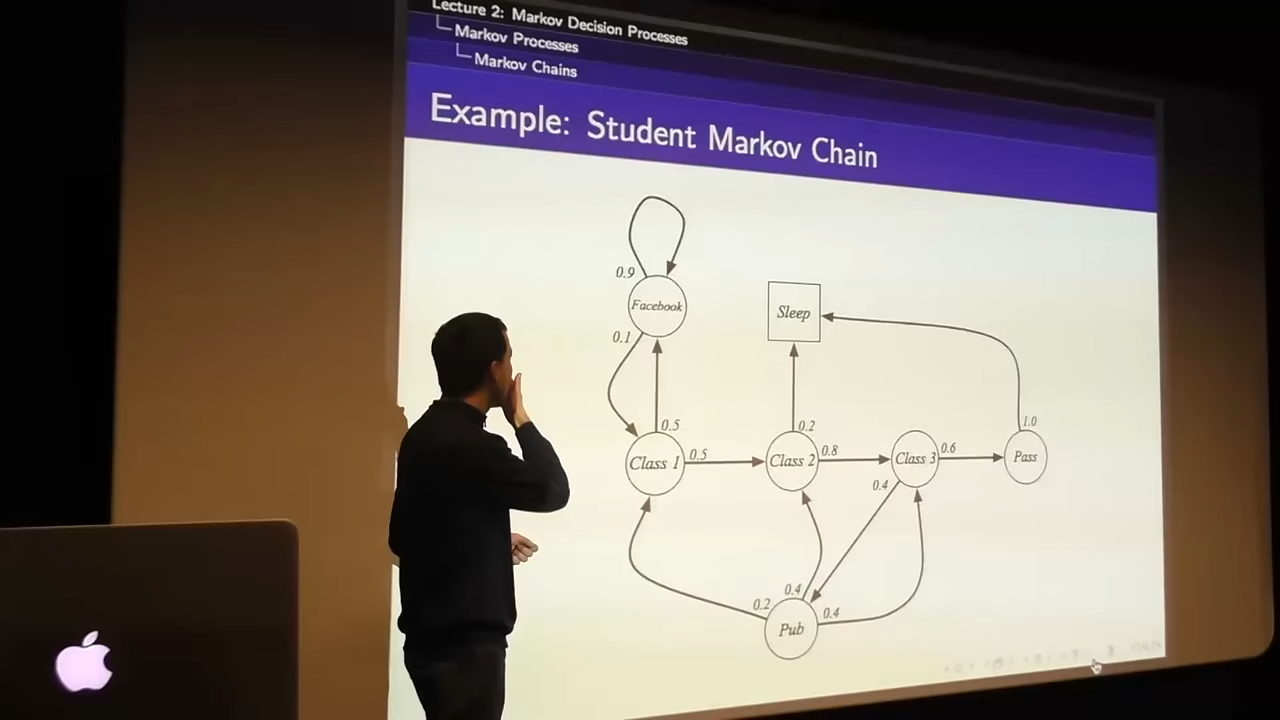 Lecture 2: Markov Decision Processes
Markov Processes
Markov Chains
Example: Student Markov Chain
0.9
Facebook
Sleep
0.1
0.5
0.2
1.0
Class 1
0.5
Class 2
0.8
Class 3
0.6
Pass
0.4
0.4
0.2
0.4
Pub